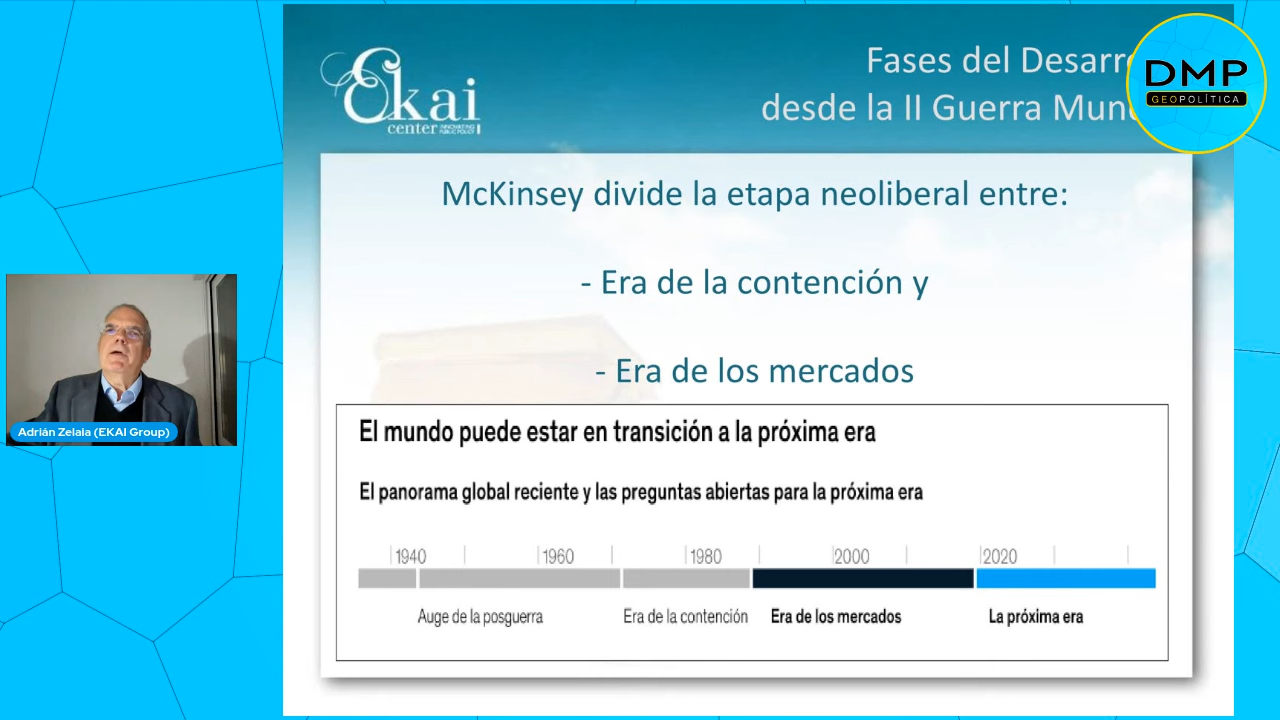 Ekai
center INNOVATING
PUBLIC POLICY
Fases del Desarro
desde la II Guerra Mun
DMP
GEOPOLÍTICA
McKinsey divide la etapa neoliberal entre:
- Era de la contención y
- Era de los mercados
El mundo puede estar en transición a la próxima era
El panorama global reciente y las preguntas abiertas para la próxima era
1940 1960 1980 2000 2020
Auge de la posguerra Era de la contención Era de los mercados La próxima era
Adrián Zelaia (EKAI Group)